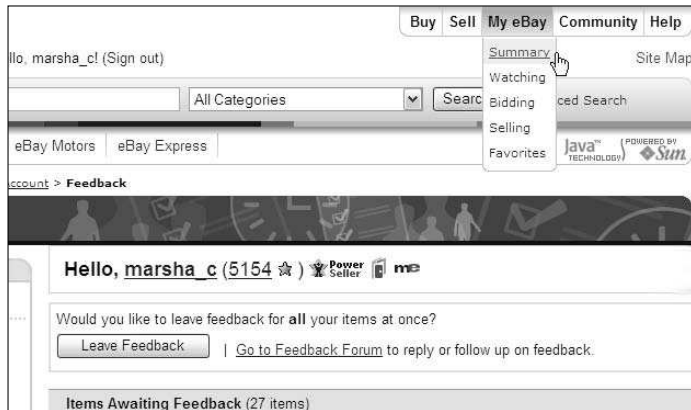 Buy Sell My eBay Community Help
llo, marsha_c! (Sign out)
Summary
Site Map
Watching
All Categories
Searc
Bidding
ced Search
Selling
eBay Motors eBay Express
Favorites
Java™ TECHNOLOGY
POWERED BY Sun
Account > Feedback
Hello, marsha_c (5154) Power Seller me
Would you like to leave feedback for all your items at once?
Leave Feedback | Go to Feedback Forum to reply or follow up on feedback.
Items Awaiting Feedback (27 items)